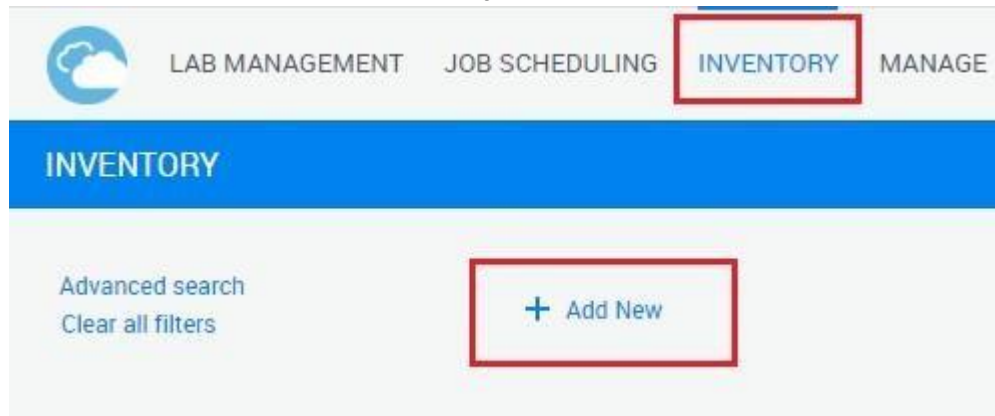 LAB MANAGEMENT JOB SCHEDULING INVENTORY MANAGE
INVENTORY
Advanced search
Clear all filters
+ Add New